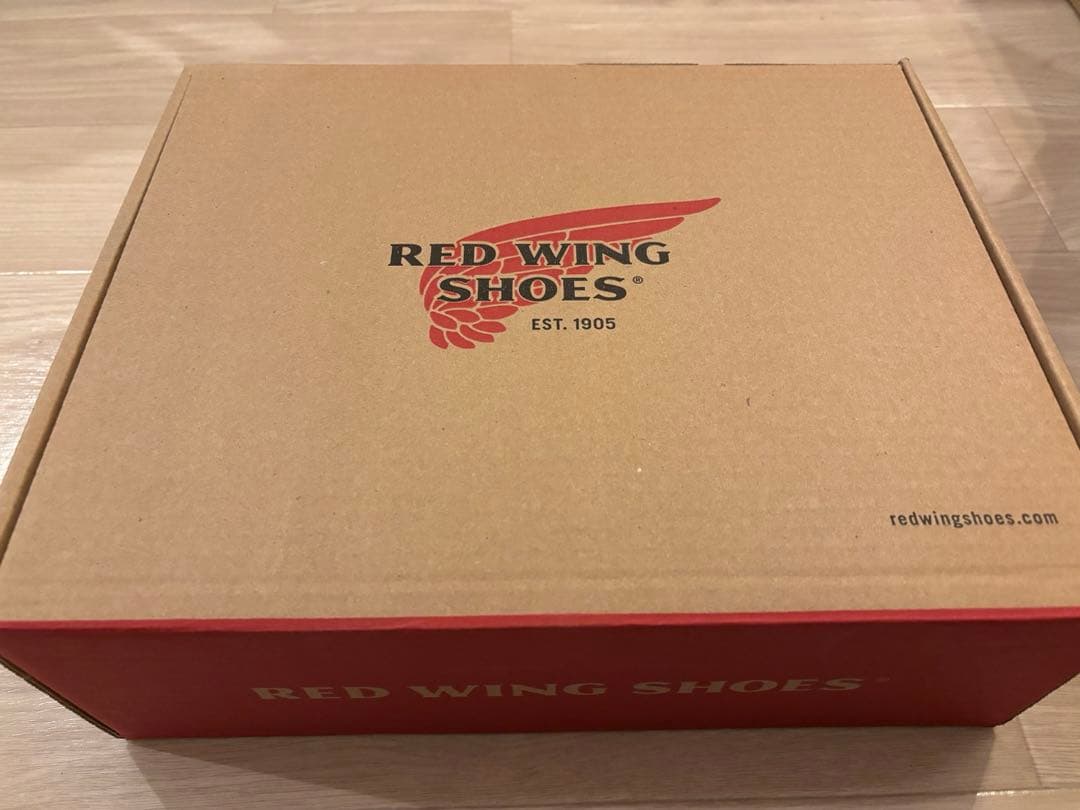 RED WING
SHOES®
EST. 1905
redwingshoes.com
RED WING SHOES®